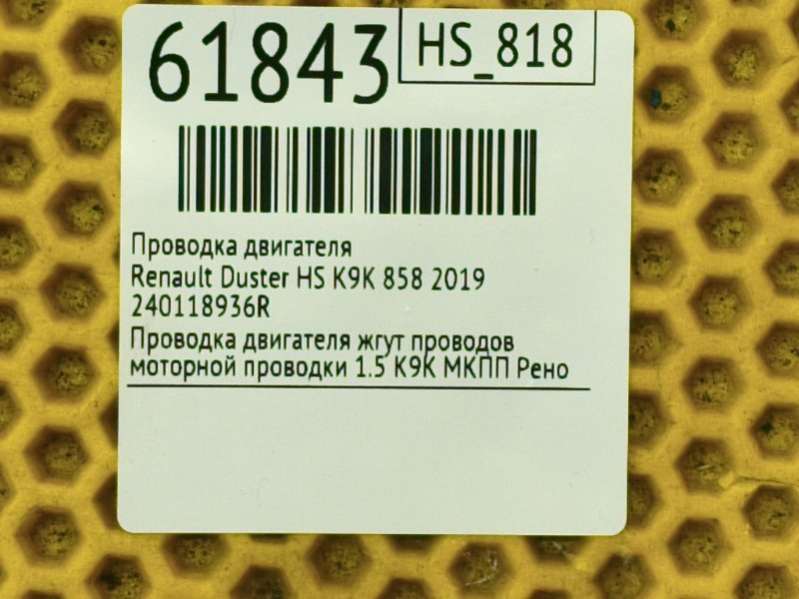 61843
HS_818
Проводка двигателя
Renault Duster HS K9K 858 2019
240118936R
Проводка двигателя жгут проводов
моторной проводки 1.5 K9K МКПП Рено